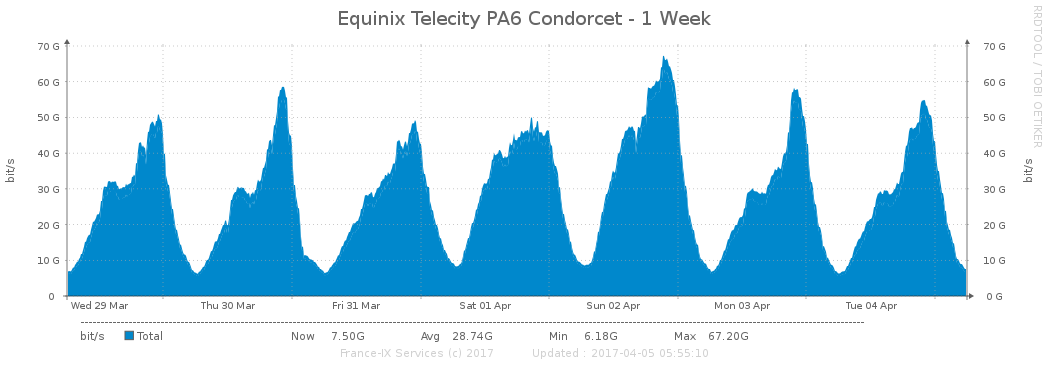 Equinix Telecity PA6 Condorcet - 1 Week
RRDTOOL / TOBI OETIKER
bit/s
70 G 70 G
60 G 60 G
50 G 50 G
40 G 40 G
30 G 30 G
20 G 20 G
10 G 10 G
0 0 G
bit/s
Wed 29 Mar Thu 30 Mar Fri 31 Mar Sat 01 Apr Sun 02 Apr Mon 03 Apr Tue 04 Apr
bit/s Total Now 7.50G Avg 28.74G Min 6.18G Max 67.20G
France-IX Services (c) 2017 Updated : 2017-04-05 05:55:10